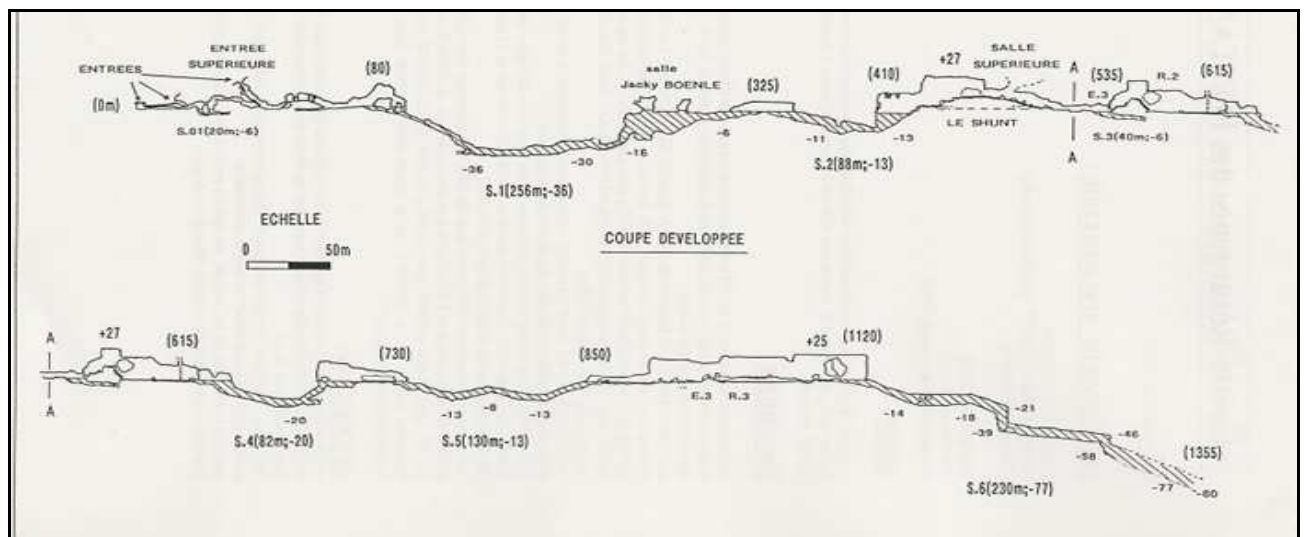 ENTREES
ENTREE
SUPERIEURE
(0m)
S.01(20m;-6)
(80)
-36
S.1(256m;-36)
-30
-16
salle
Jacky BOENLE
-6
(325)
-11
S.2(88m;-13)
(410)
-13
+27
SALLE
SUPERIEURE
LE SHUNT
A
A
(535)
E.3
R.2
(615)
S.3(40m;-6)
ECHELLE
0 50m
COUPE DEVELOPPEE
A
A
+27
(615)
-20
S.4(82m;-20)
(730)
-13
-8
-13
S.5(130m;-13)
(850)
E.3 R.3
+25
(1120)
-14
-18
-21
-39
-46
-58
S.6(230m;-77)
-77
(1355)
-80